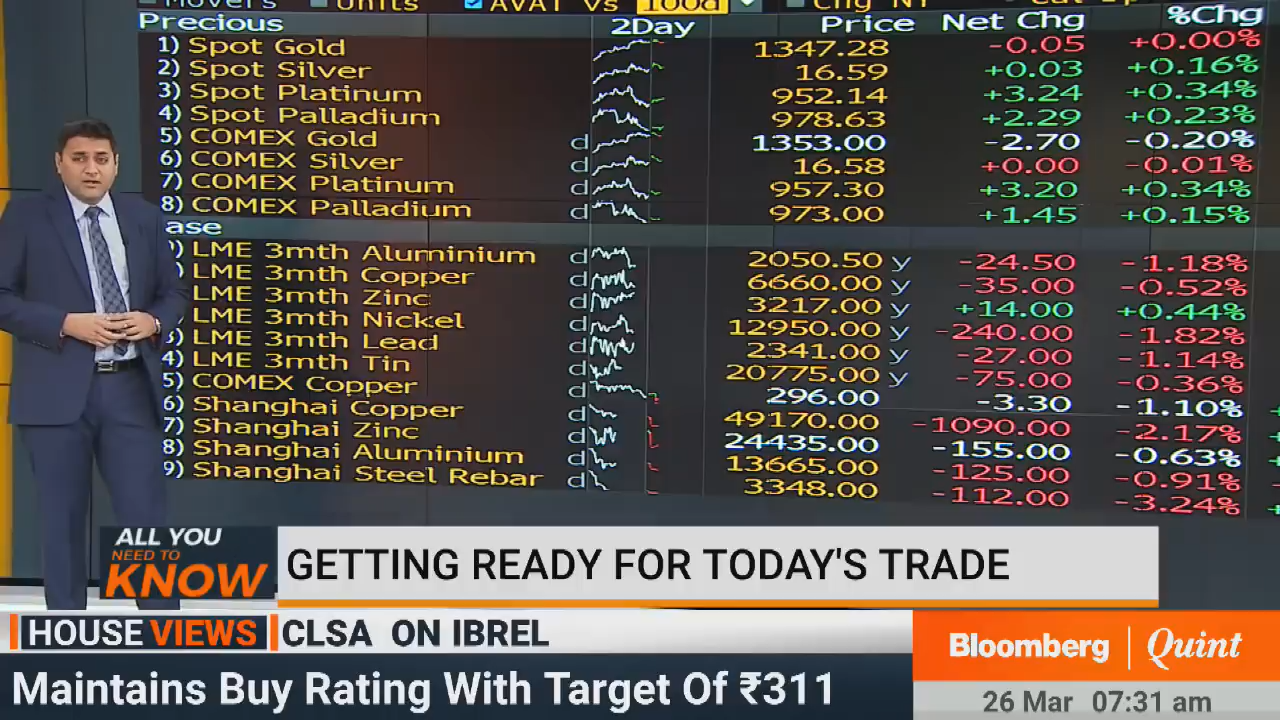 Movers Units AVAT vs 100d Chg NY
Precious 2Day Price Net Chg %Chg
1) Spot Gold 1347.28 -0.05 +0.00%
2) Spot Silver 16.59 +0.03 +0.16%
3) Spot Platinum 952.14 +3.24 +0.34%
4) Spot Palladium 978.63 +2.29 +0.23%
5) COMEX Gold d 1353.00 -2.70 -0.20%
6) COMEX Silver d 16.58 +0.00 -0.01%
7) COMEX Platinum d 957.30 +3.20 +0.34%
8) COMEX Palladium d 973.00 +1.45 +0.15%
ase
) LME 3mth Aluminium d 2050.50 y -24.50 -1.18%
) LME 3mth Copper d 6660.00 y -35.00 -0.52%
LME 3mth Zinc d 3217.00 y +14.00 +0.44%
LME 3mth Nickel d 12950.00 y -240.00 -1.82%
3) LME 3mth Lead d 2341.00 y -27.00 -1.14%
4) LME 3mth Tin d 20775.00 y -75.00 -0.36%
5) COMEX Copper d 296.00 -3.30 -1.10%
6) Shanghai Copper d 49170.00 -1090.00 -2.17%
7) Shanghai Zinc d 24435.00 -155.00 -0.63%
8) Shanghai Aluminium d 13665.00 -125.00 -0.91%
9) Shanghai Steel Rebar d 3348.00 -112.00 -3.24%
ALL YOU
NEED TO
KNOW
GETTING READY FOR TODAY'S TRADE
HOUSE VIEWS CLSA ON IBREL
Maintains Buy Rating With Target Of ₹311
Bloomberg | Quint
26 Mar 07:31 am